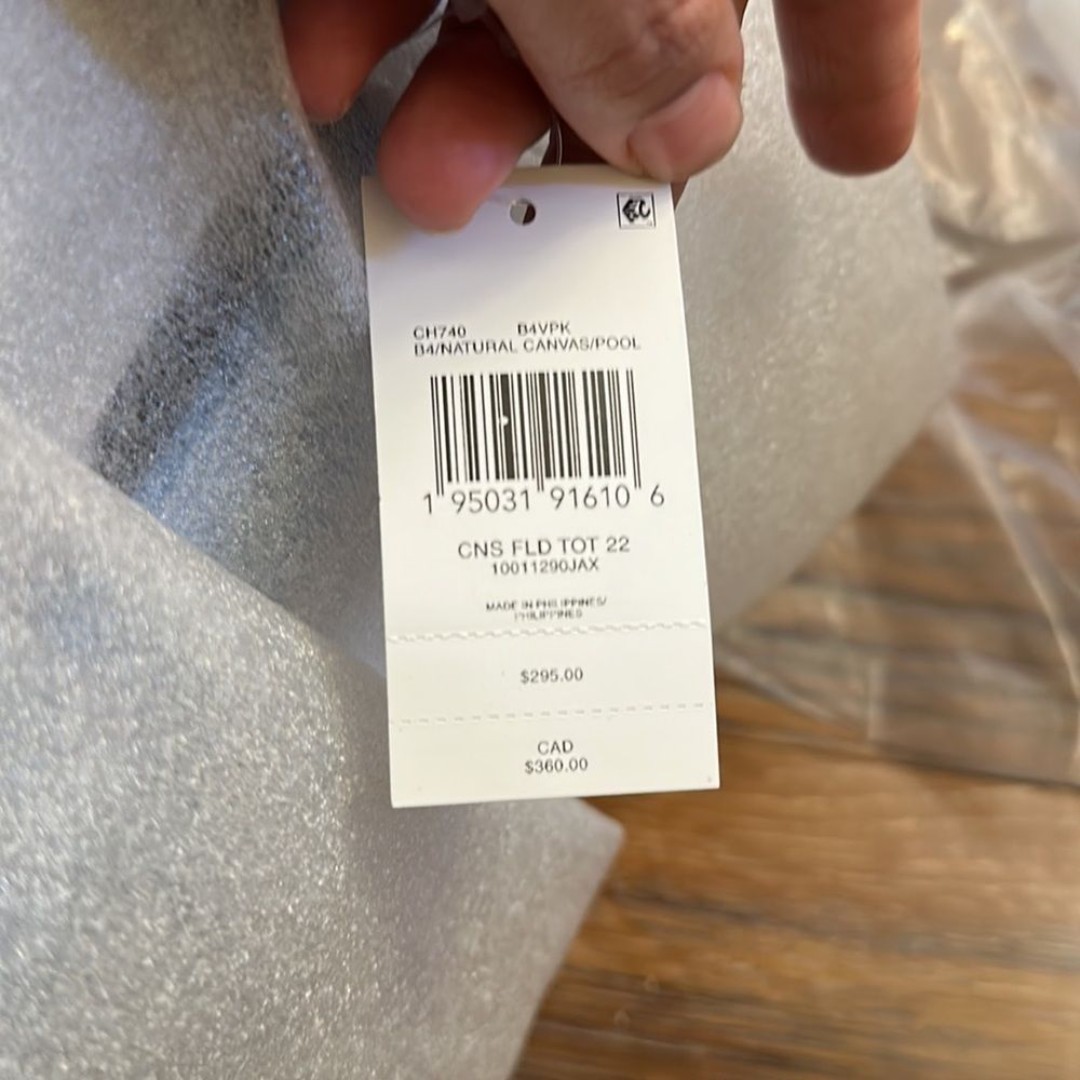 CH740 B4VPK
B4/NATURAL CANVAS/POOL
1 95031 91610 6
CNS FLD TOT 22
10011290JAX
MADE IN PHILIPPINES/
PHILIPPINES
$295.00
CAD
$360.00